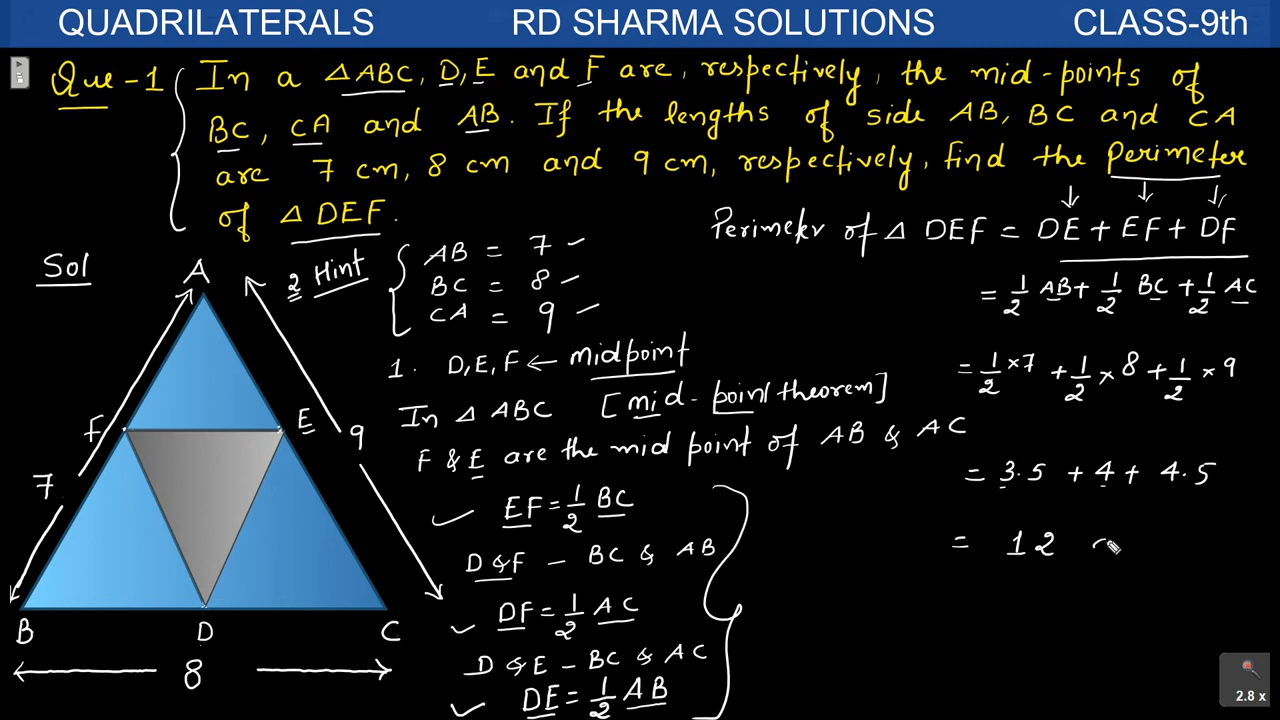 QUADRILATERALS RD SHARMA SOLUTIONS CLASS-9th
Que-1 In a △ABC, D, E and F are, respectively, the mid-points of
BC, CA and AB. If the lengths of side AB, BC and CA
are 7 cm, 8 cm and 9 cm, respectively, find the perimeter
of △ DEF.
Sol
2 Hint
AB = 7
BC = 8
CA = 9
1. D, E, F ← midpoint
In △ ABC [mid-point theorem]
F & E are the mid point of AB & AC
EF = 1/2 BC
D & F - BC & AB
DF = 1/2 AC
D & E - BC & AC
DE = 1/2 AB
Perimeter of △ DEF = DE + EF + DF
= 1/2 AB + 1/2 BC + 1/2 AC
= 1/2 × 7 + 1/2 × 8 + 1/2 × 9
= 3.5 + 4 + 4.5
= 12
A
F E
7 9
B D C
8
2.8 x